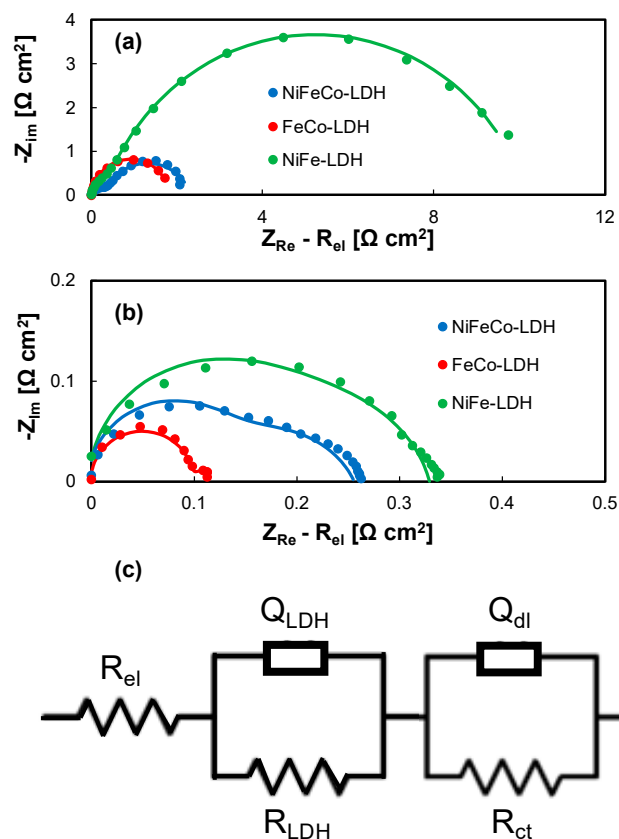 (a)
-Z_im [Ω cm²]
4
3
2
1
0
NiFeCo-LDH
FeCo-LDH
NiFe-LDH
0 4 8 12
Z_Re - R_el [Ω cm²]
(b)
-Z_im [Ω cm²]
0.2
0.1
0
NiFeCo-LDH
FeCo-LDH
NiFe-LDH
0 0.1 0.2 0.3 0.4 0.5
Z_Re - R_el [Ω cm²]
(c)
Q_LDH Q_dl
R_el
R_LDH R_ct